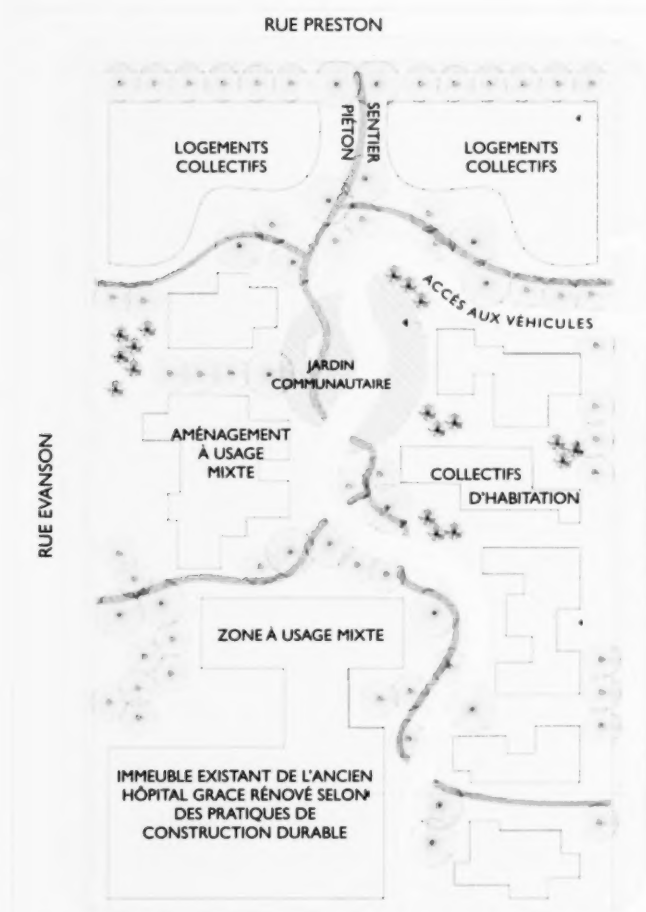 RUE PRESTON
SENTIER
PIÉTON
LOGEMENTS
COLLECTIFS
LOGEMENTS
COLLECTIFS
ACCÉS AUX VÉHICULES
JARDIN
COMMUNAUTAIRE
AMÉNAGEMENT
À USAGE
MIXTE
COLLECTIFS
D'HABITATION
RUE EVANSON
ZONE À USAGE MIXTE
IMMEUBLE EXISTANT DE L'ANCIEN
HÔPITAL GRACE RÉNOVÉ SELON
DES PRATIQUES DE
CONSTRUCTION DURABLE